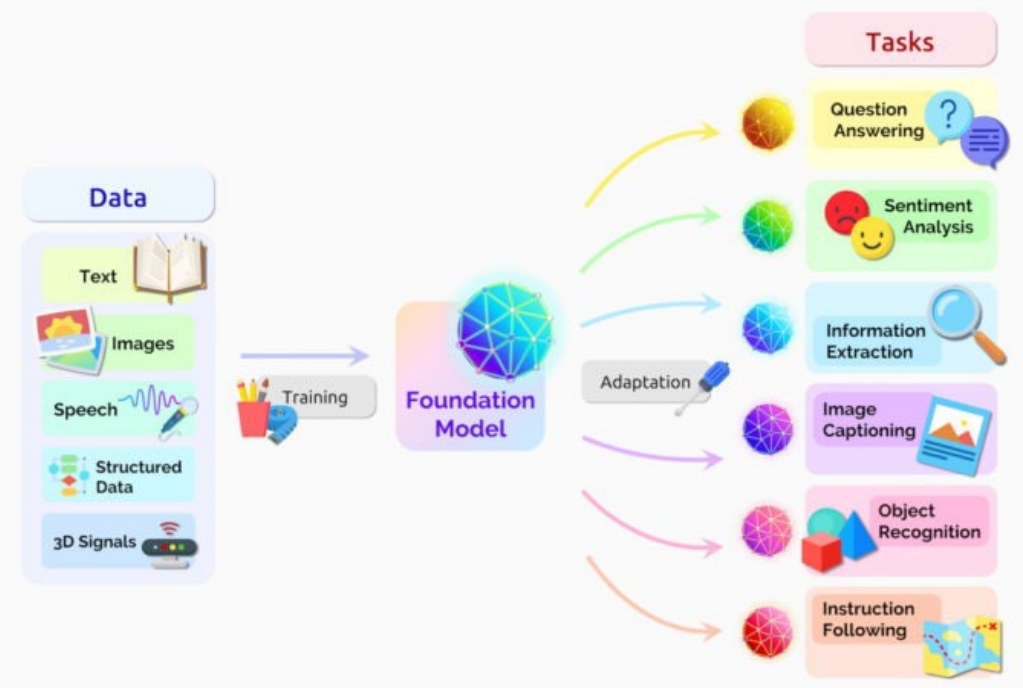 Data
Text
Images
Speech
Structured
Data
3D Signals
Training
Foundation
Model
Adaptation
Tasks
Question
Answering
?
Sentiment
Analysis
Information
Extraction
Image
Captioning
Object
Recognition
Instruction
Following